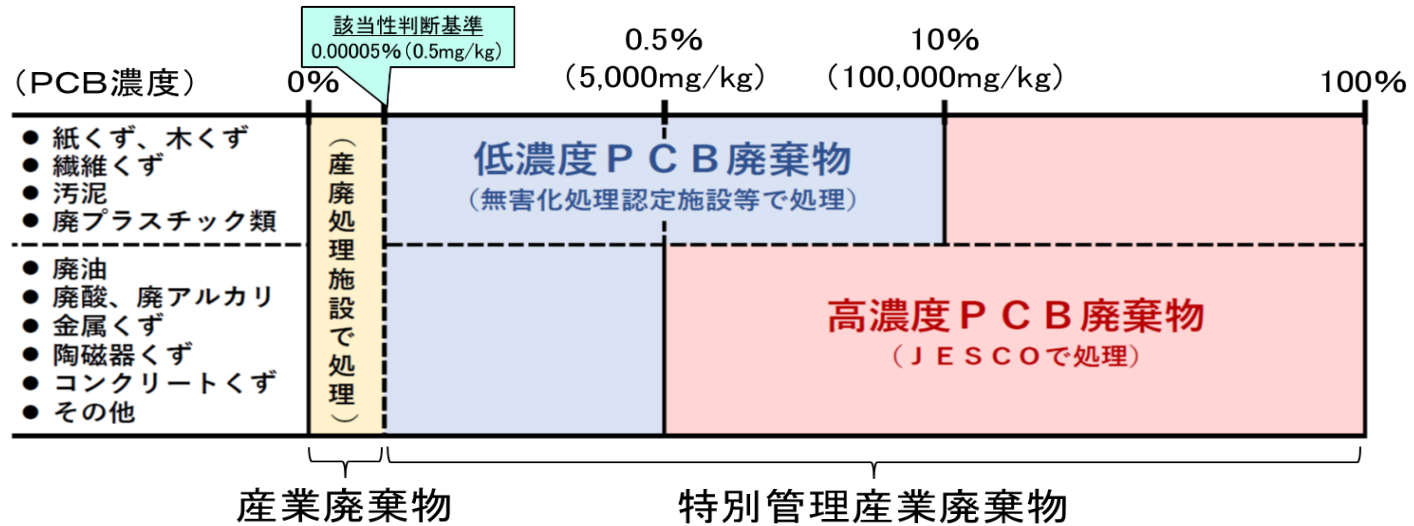 該当性判断基準
0.00005%(0.5mg/kg)
(PCB濃度)
0%
0.5%
(5,000mg/kg)
10%
(100,000mg/kg)
100%
● 紙くず、木くず
● 繊維くず
● 汚泥
● 廃プラスチック類
(産廃処理施設で処理)
低濃度PCB廃棄物
(無害化処理認定施設等で処理)
● 廃油
● 廃酸、廃アルカリ
● 金属くず
● 陶磁器くず
● コンクリートくず
● その他
高濃度PCB廃棄物
(JESCOで処理)
産業廃棄物
特別管理産業廃棄物